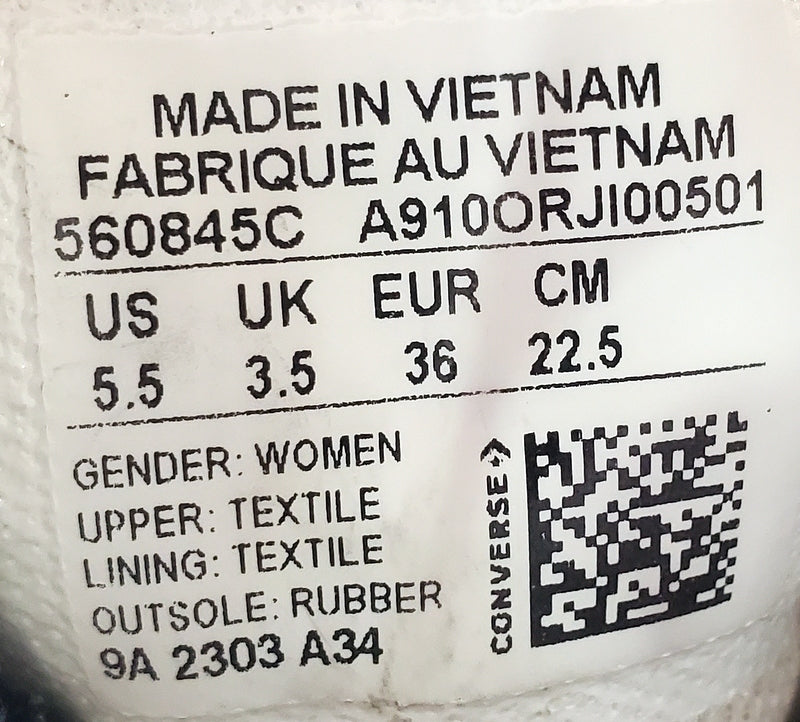 MADE IN VIETNAM
FABRIQUE AU VIETNAM
560845C A910ORJI00501
US UK EUR CM
5.5 3.5 36 22.5
GENDER: WOMEN
UPPER: TEXTILE
LINING: TEXTILE
OUTSOLE: RUBBER
9A 2303 A34
CONVERSE